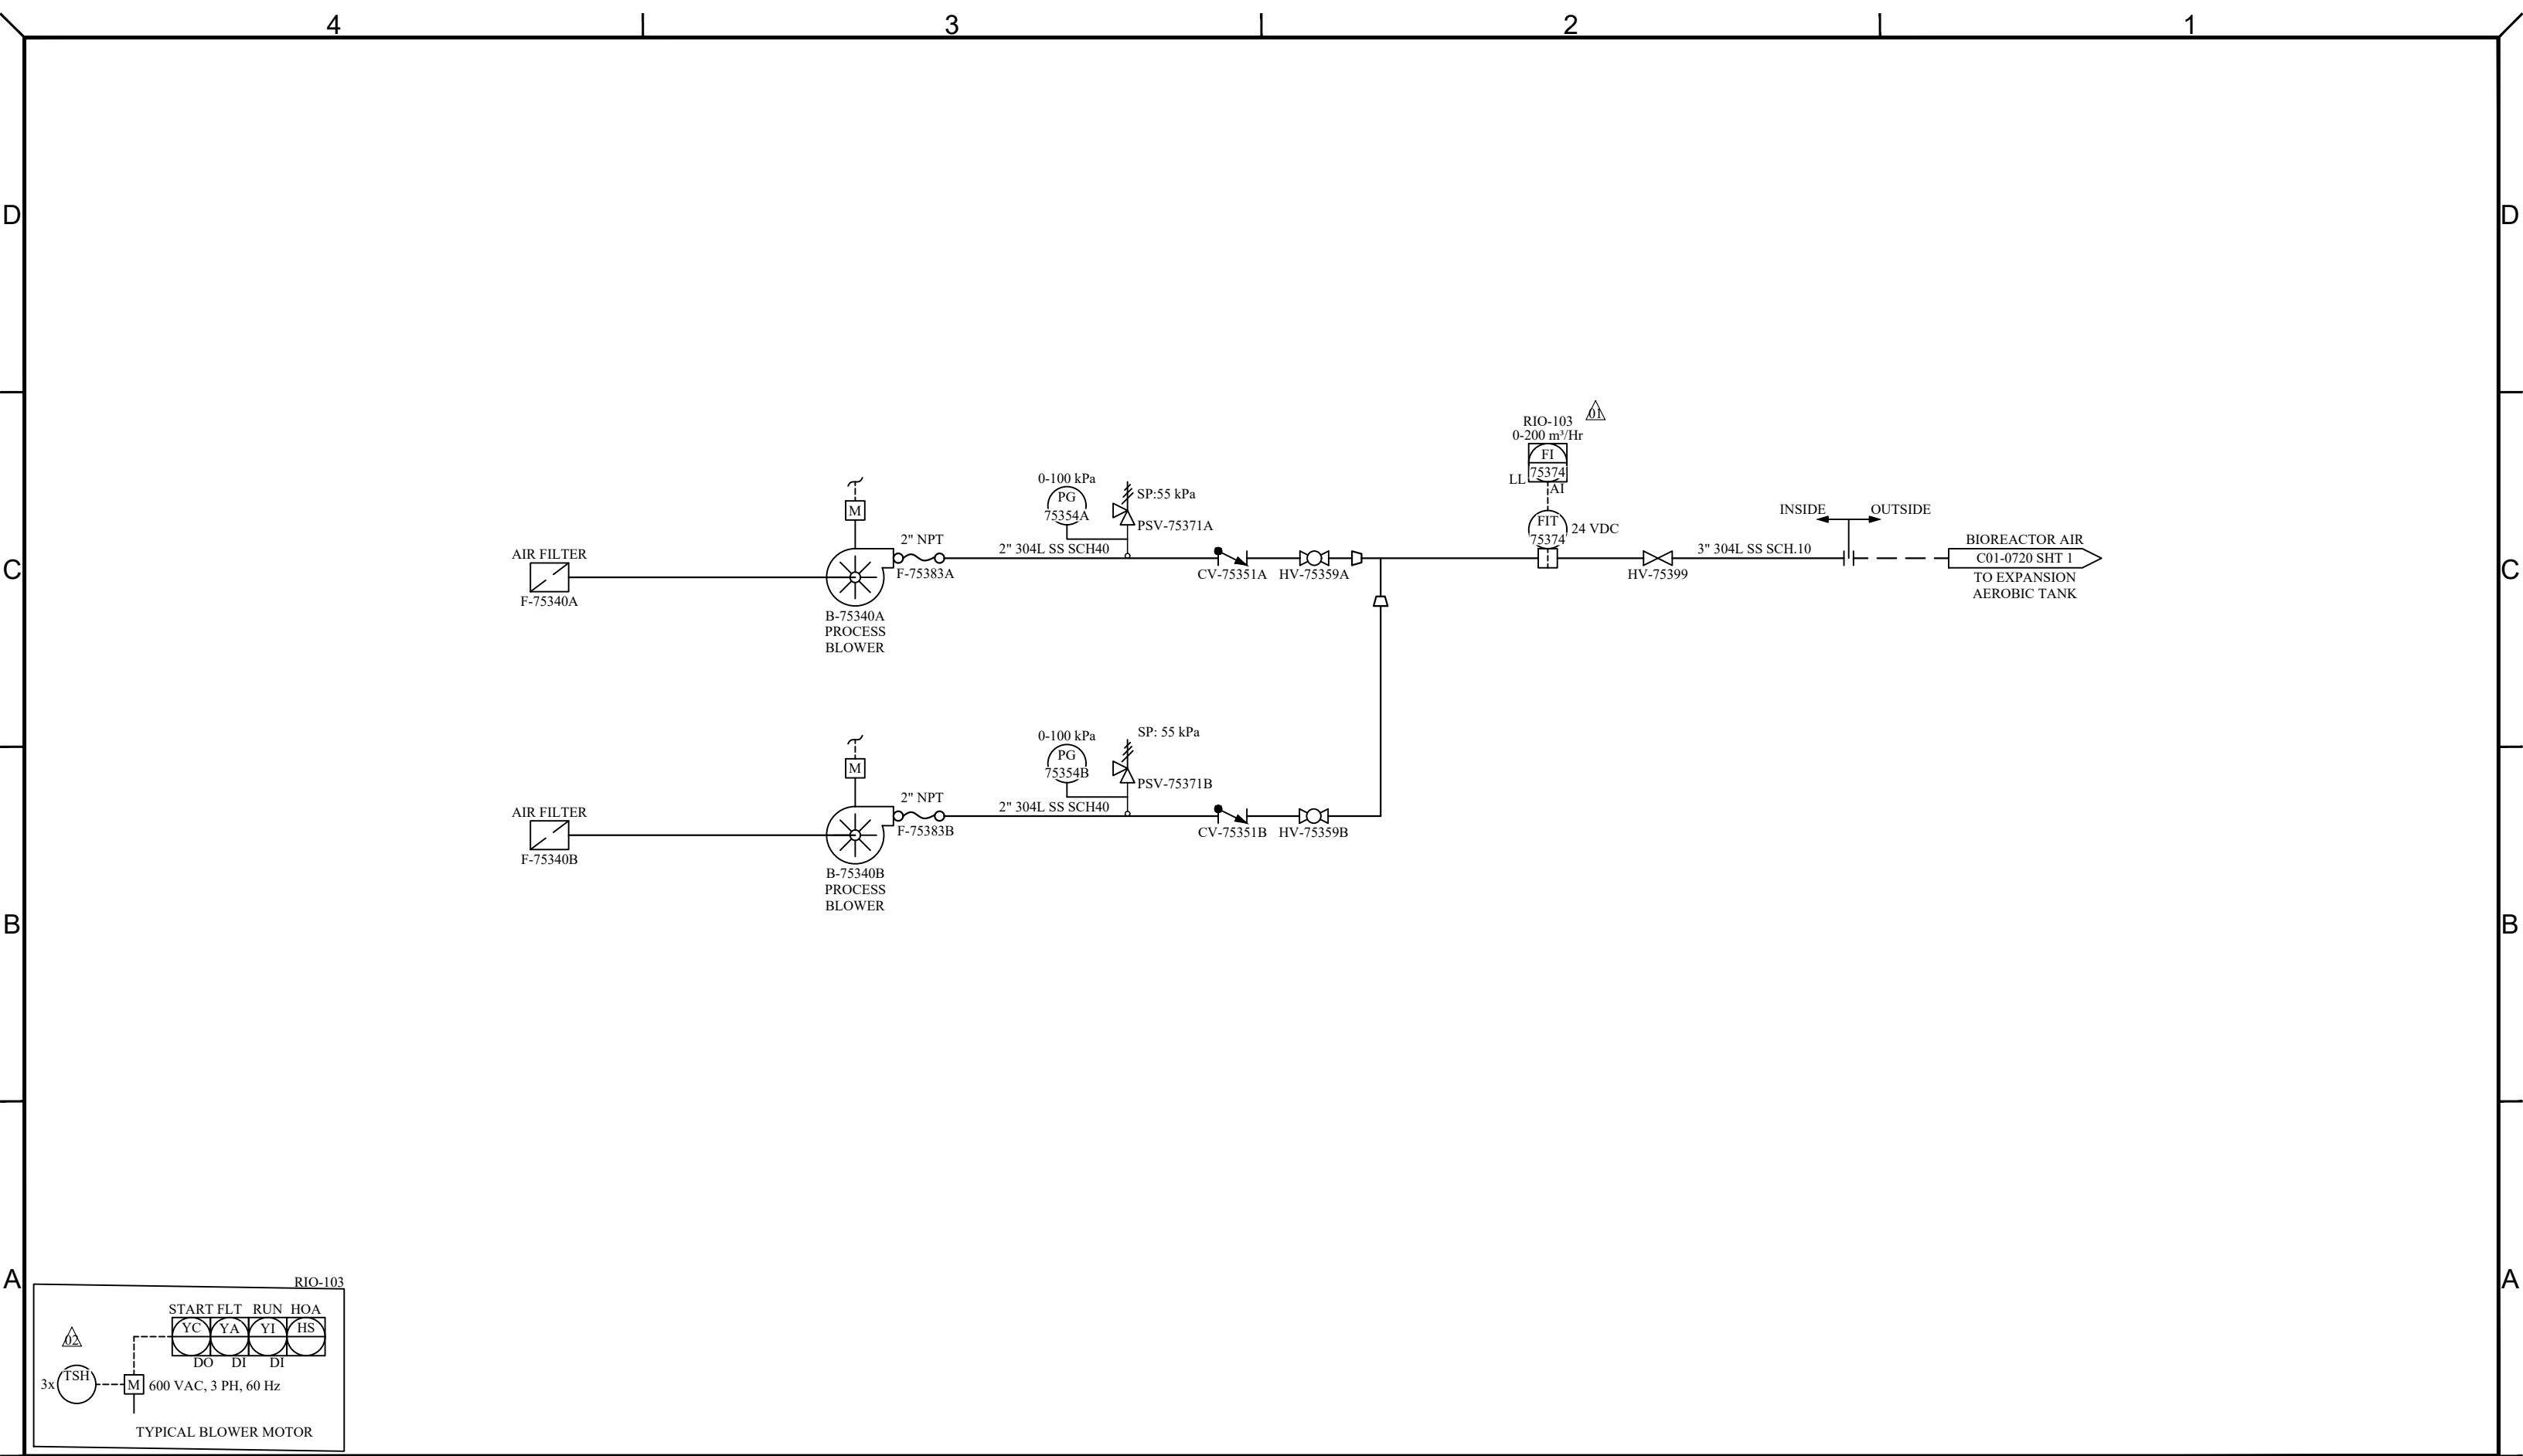 4 3 2 1
D D
01
RIO-103
0-200 m³/Hr
FI
75374
LL
AI
0-100 kPa
PG
75354A
SP:55 kPa
PSV-75371A
M
FIT
75374
24 VDC
INSIDE OUTSIDE
2" NPT
F-75383A
2" 304L SS SCH40
3" 304L SS SCH.10
BIOREACTOR AIR
C01-0720 SHT 1
TO EXPANSION
AEROBIC TANK
AIR FILTER
F-75340A
CV-75351A HV-75359A
HV-75399
C C
B-75340A
PROCESS
BLOWER
0-100 kPa
PG
75354B
SP: 55 kPa
PSV-75371B
M
2" NPT
F-75383B
2" 304L SS SCH40
AIR FILTER
F-75340B
CV-75351B HV-75359B
B-75340B
PROCESS
BLOWER
B B
A A
RIO-103
START FLT RUN HOA
YC YA YI HS
DO DI DI
02
3x TSH M 600 VAC, 3 PH, 60 Hz
TYPICAL BLOWER MOTOR